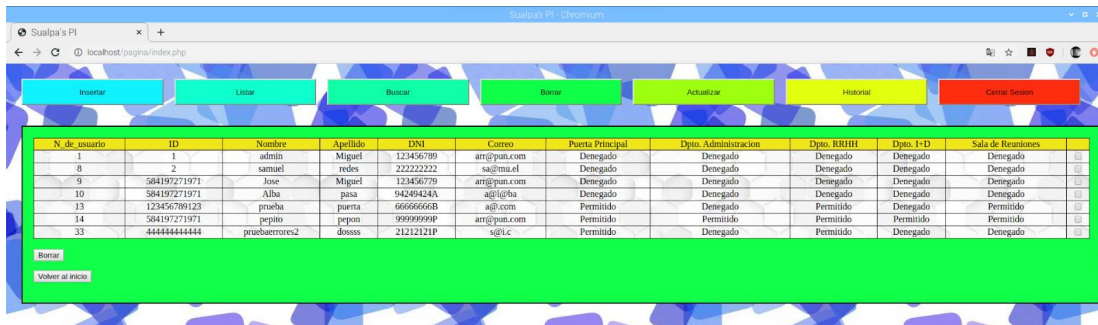 Sualpa's PI - Chromium
Sualpa's PI
localhost/pagina/index.php
Insertar Listar Buscar Borrar Actualizar Historial Cerrar Sesion
N_de_usuario ID Nombre Apellido DNI Correo Puerta Principal Dpto. Administracion Dpto. RRHH Dpto. I+D Sala de Reuniones
1 1 admin Miguel 123456789 arr@pun.com Denegado Denegado Denegado Denegado Denegado
8 2 samuel redes 222222222 sa@mu.el Denegado Denegado Denegado Denegado Denegado
9 584197271971 Jose Miguel 123456779 arr@pun.com Denegado Denegado Denegado Denegado Denegado
10 584197271971 Alba pasa 94249424A a@l@ba Denegado Denegado Denegado Denegado Denegado
13 123456789123 prueba puerta 66666666B a@.com Permitido Denegado Permitido Denegado Denegado
14 584197271971 pepito pepon 99999999P arr@pun.com Permitido Permitido Permitido Permitido Permitido
33 444444444444 pruebaerrores2 dossss 21212121P s@i.c Permitido Denegado Permitido Denegado Denegado
Borrar
Volver al inicio